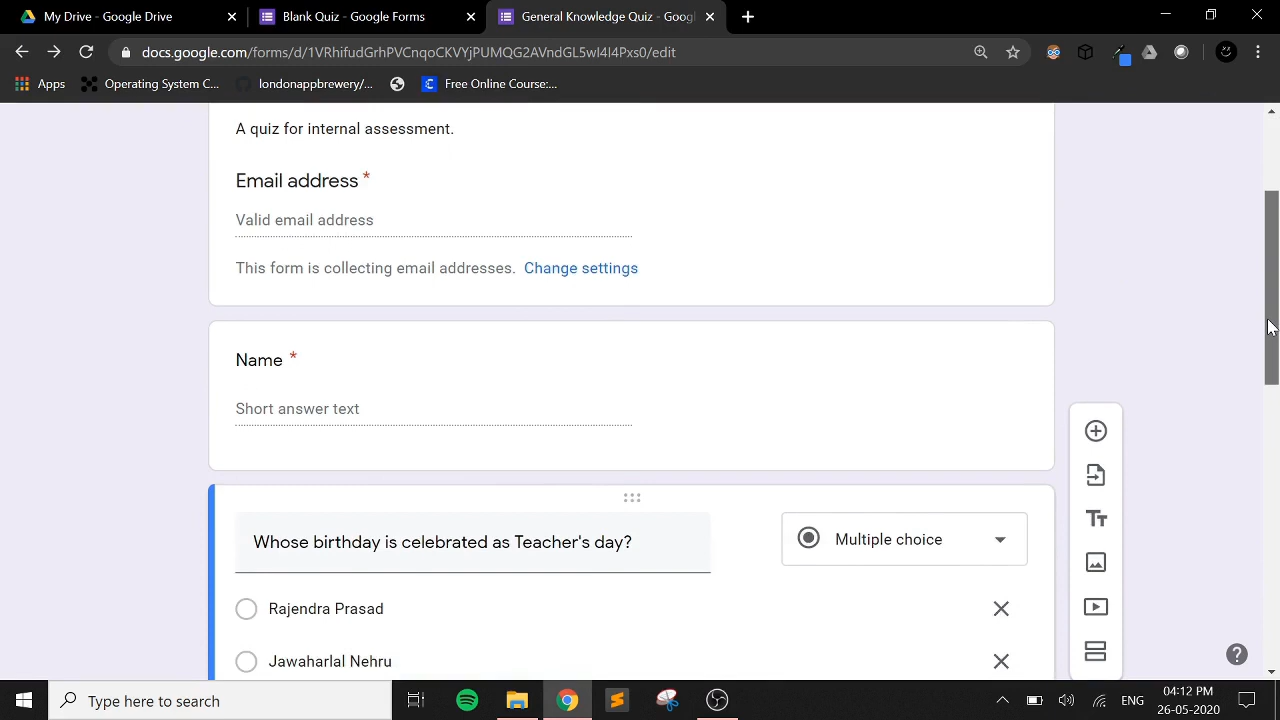 My Drive - Google Drive
Blank Quiz - Google Forms
General Knowledge Quiz - Goog
docs.google.com/forms/d/1VRhifudGrhPVCnqoCKVYjPUMQG2AVndGL5wI4I4Pxs0/edit
Apps
Operating System C...
londonappbrewery/...
Free Online Course:...
A quiz for internal assessment.
Email address *
Valid email address
This form is collecting email addresses. Change settings
Name *
Short answer text
Whose birthday is celebrated as Teacher's day?
Multiple choice
Rajendra Prasad
Jawaharlal Nehru
Type here to search
ENG
04:12 PM
26-05-2020